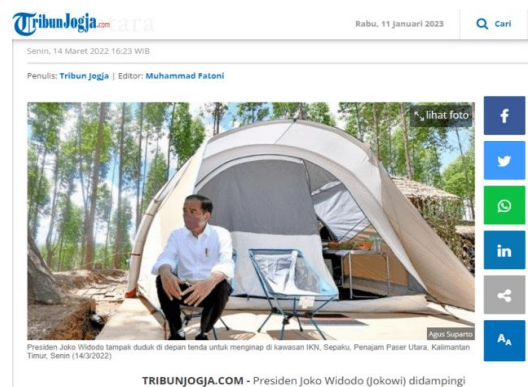 TribunJogja.com
Rabu, 11 Januari 2023
Cari
Senin, 14 Maret 2022 16:23 WIB
Penulis: Tribun Jogja | Editor: Muhammad Fatoni
lihat foto
Agus Suparto
Presiden Joko Widodo tampak duduk di depan tenda untuk menginap di kawasan IKN, Sepaku, Penajam Paser Utara, Kalimantan
Timur, Senin (14/3/2022)
TRIBUNJOGJA.COM - Presiden Joko Widodo (Jokowi) didampingi